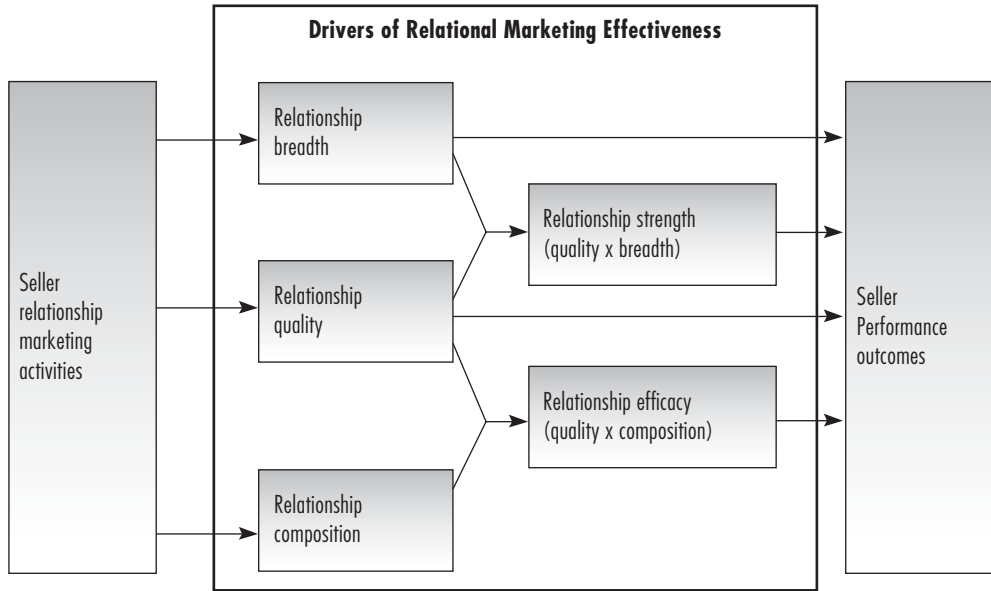 Drivers of Relational Marketing Effectiveness
Seller
relationship
marketing
activities
Relationship
breadth
Relationship
quality
Relationship
composition
Relationship strength
(quality x breadth)
Relationship efficacy
(quality x composition)
Seller
Performance
outcomes